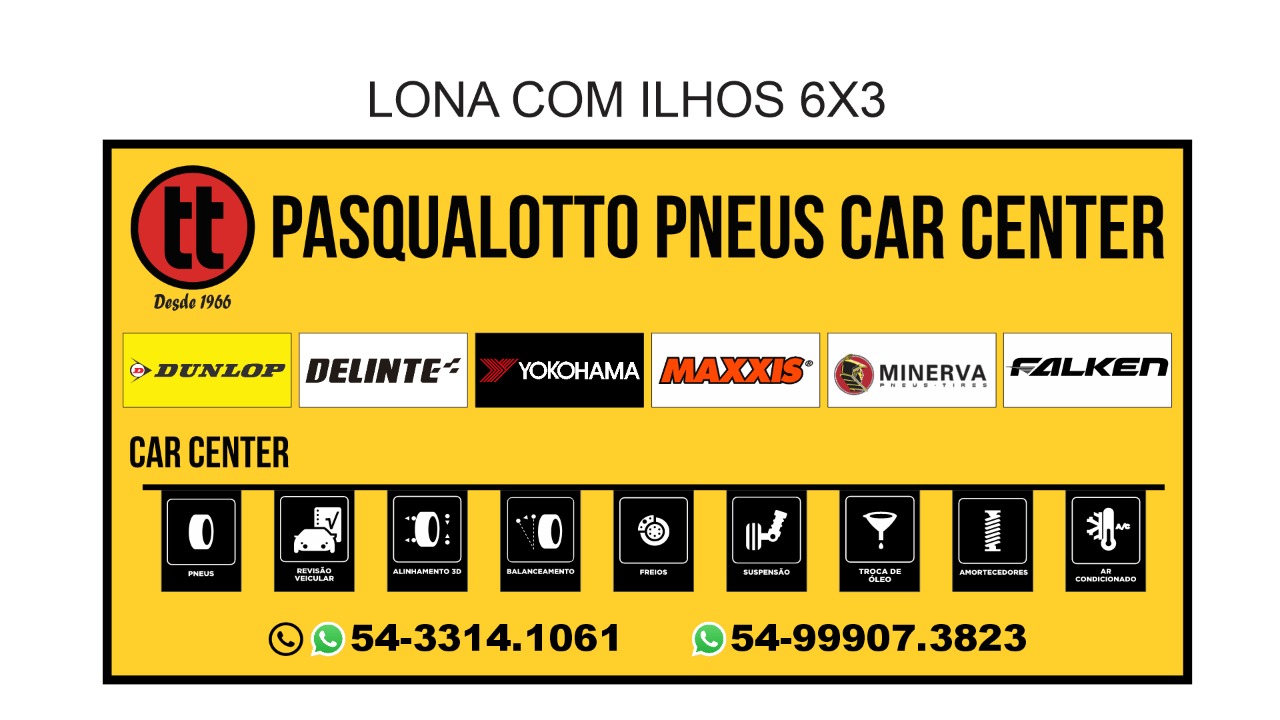 LONA COM ILHOS 6X3
tt PASQUALOTTO PNEUS CAR CENTER
Desde 1966
D DUNLOP DELINTE YOKOHAMA MAXXIS® MINERVA FALKEN
PNEUS-TIRES
CAR CENTER
PNEUS
REVISÃO
VEICULAR
ALINHAMENTO 3D
BALANCEAMENTO
FREIOS
SUSPENSÃO
TROCA DE
ÓLEO
AMORTECEDORES
A/C
AR
CONDICIONADO
54-3314.1061 54-99907.3823